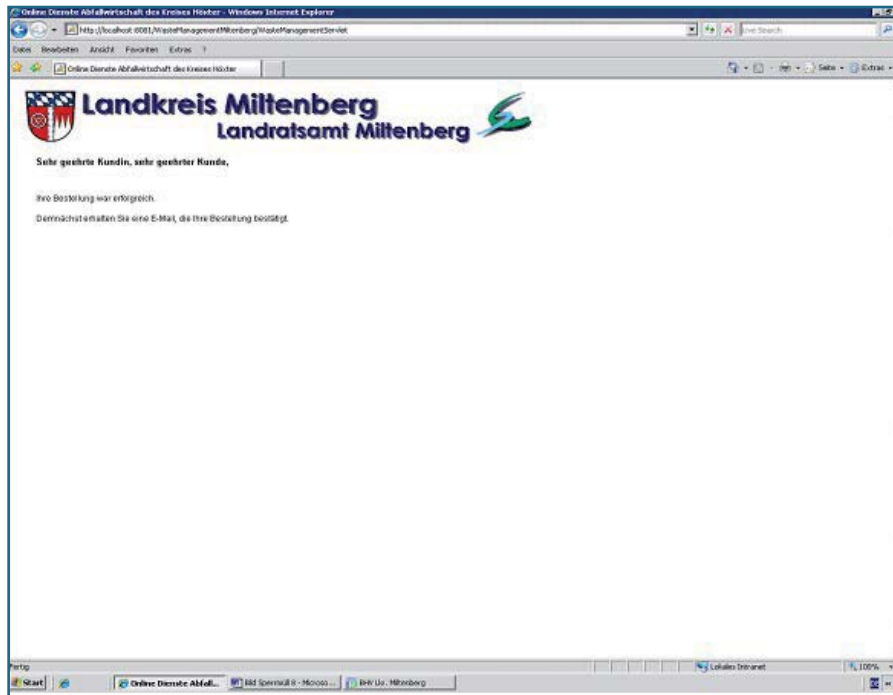 Online Dienste Abfallwirtschaft des Kreises Höxter - Windows Internet Explorer
http://localhost:8081/WasteManagementMiltenberg/WasteManagementServlet
Live Search
Datei Bearbeiten Ansicht Favoriten Extras ?
Online Dienste Abfallwirtschaft des Kreises Höxter
Seite Extras
Landkreis Miltenberg
Landratsamt Miltenberg
Sehr geehrte Kundin, sehr geehrter Kunde,
Ihre Bestellung war erfolgreich.
Demnächst erhalten Sie eine E-Mail, die Ihre Bestellung bestätigt.
Fertig
Lokales Intranet
100%
Start
Online Dienste Abfall...
Bild Sperrmüll 8 - Microso...
Miltenberg